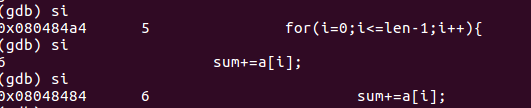 (gdb) si
0x080484a4 5 for(i=0;i<=len-1;i++){
(gdb) si
6 sum+=a[i];
(gdb) si
0x08048484 6 sum+=a[i];